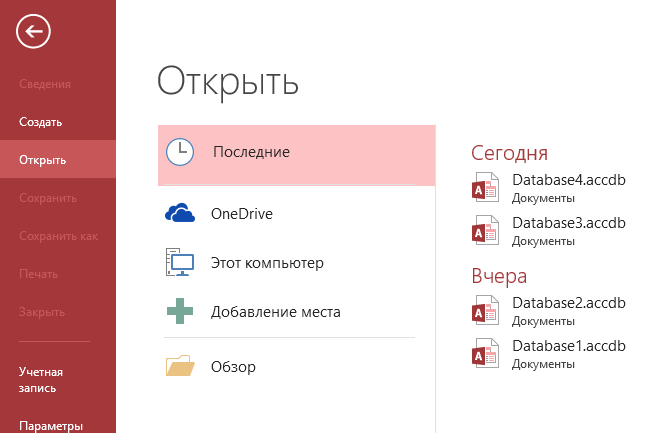 Сведения
Создать
Открыть
Сохранить
Сохранить как
Печать
Закрыть
Учетная
запись
Параметры
Открыть
Последние
OneDrive
Этот компьютер
Добавление места
Обзор
Сегодня
Database4.accdb
Документы
Database3.accdb
Документы
Вчера
Database2.accdb
Документы
Database1.accdb
Документы